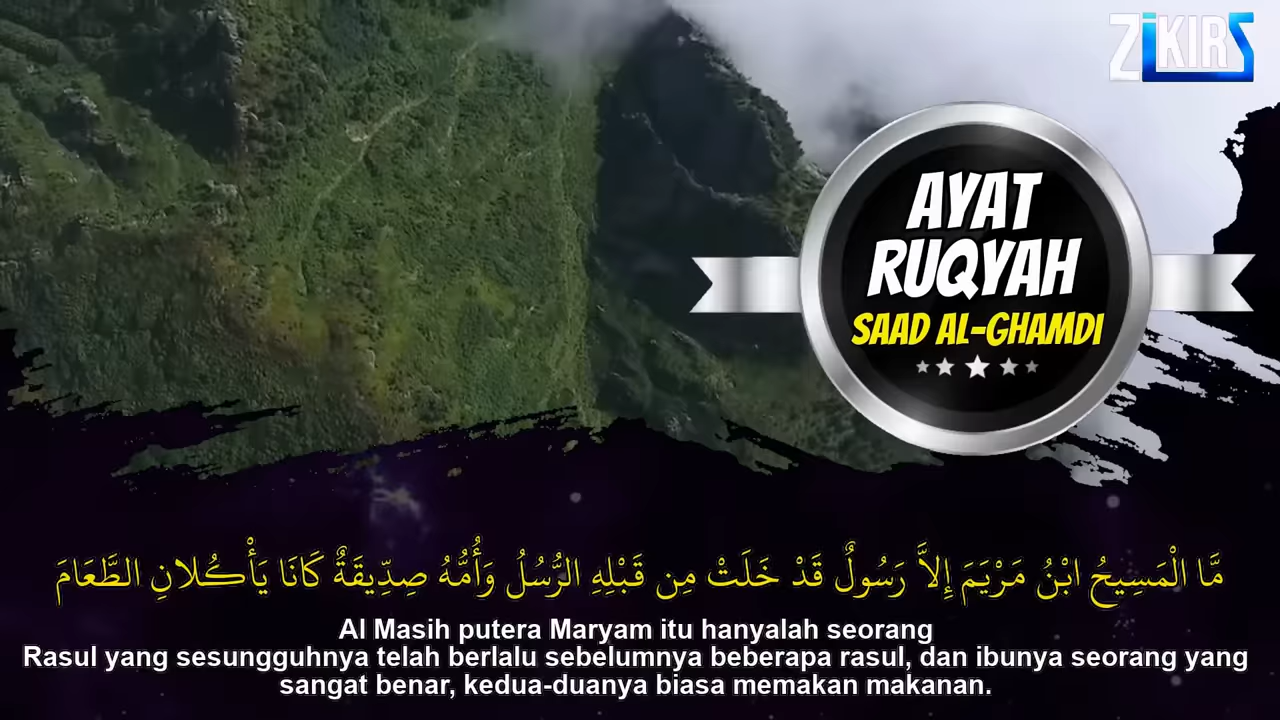 ZIKIRS
AYAT
RUQYAH
SAAD AL-GHAMDI
مَّا الْمَسِيحُ ابْنُ مَرْيَمَ إِلاَّ رَسُولٌ قَدْ خَلَتْ مِن قَبْلِهِ الرُّسُلُ وَأُمُّهُ صِدِّيقَةٌ كَانَا يَأْكُلانِ الطَّعَامَ
Al Masih putera Maryam itu hanyalah seorang
Rasul yang sesungguhnya telah berlalu sebelumnya beberapa rasul, dan ibunya seorang yang
sangat benar, kedua-duanya biasa memakan makanan.